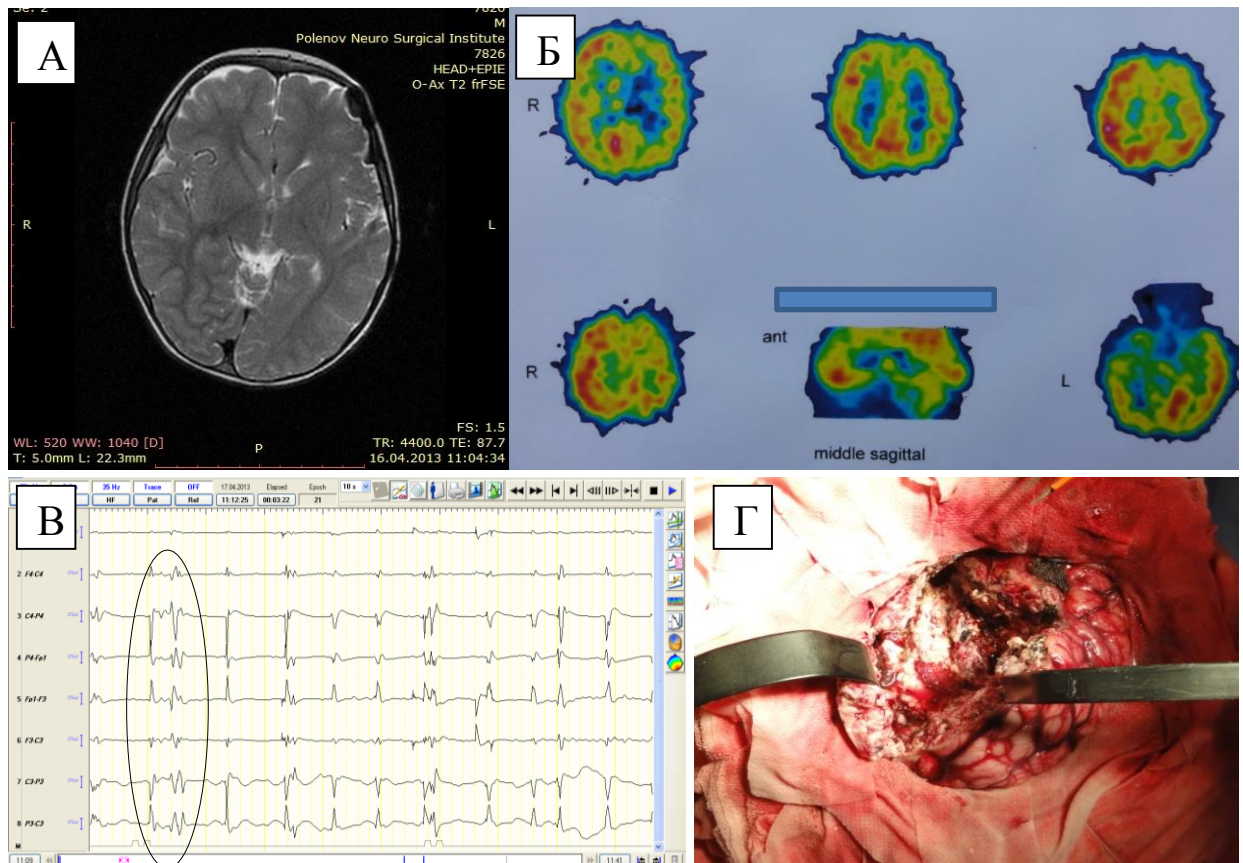 А
M
Polenov Neuro Surgical Institute
7826
HEAD+EPIE
O-Ax T2 frFSE
R
L
WL: 520 WW: 1040 [D]
T: 5.0mm L: 22.3mm
P
FS: 1.5
TR: 4400.0 TE: 87.7
16.04.2013 11:04:34
Б
R
R
ant
L
middle sagittal
В
35 Hz
Trace
OFF
17.04.2013
Elapsed
Epoch
10 s
HF
Pat
Ref
11:12:25
00:03:22
21
2 F4-C4
3 C4-P4
4 P4-Fp1
5 Fp1-F3
6 F3-C3
7 C3-P3
8 P3-C3
M
11:09
11:41
Г